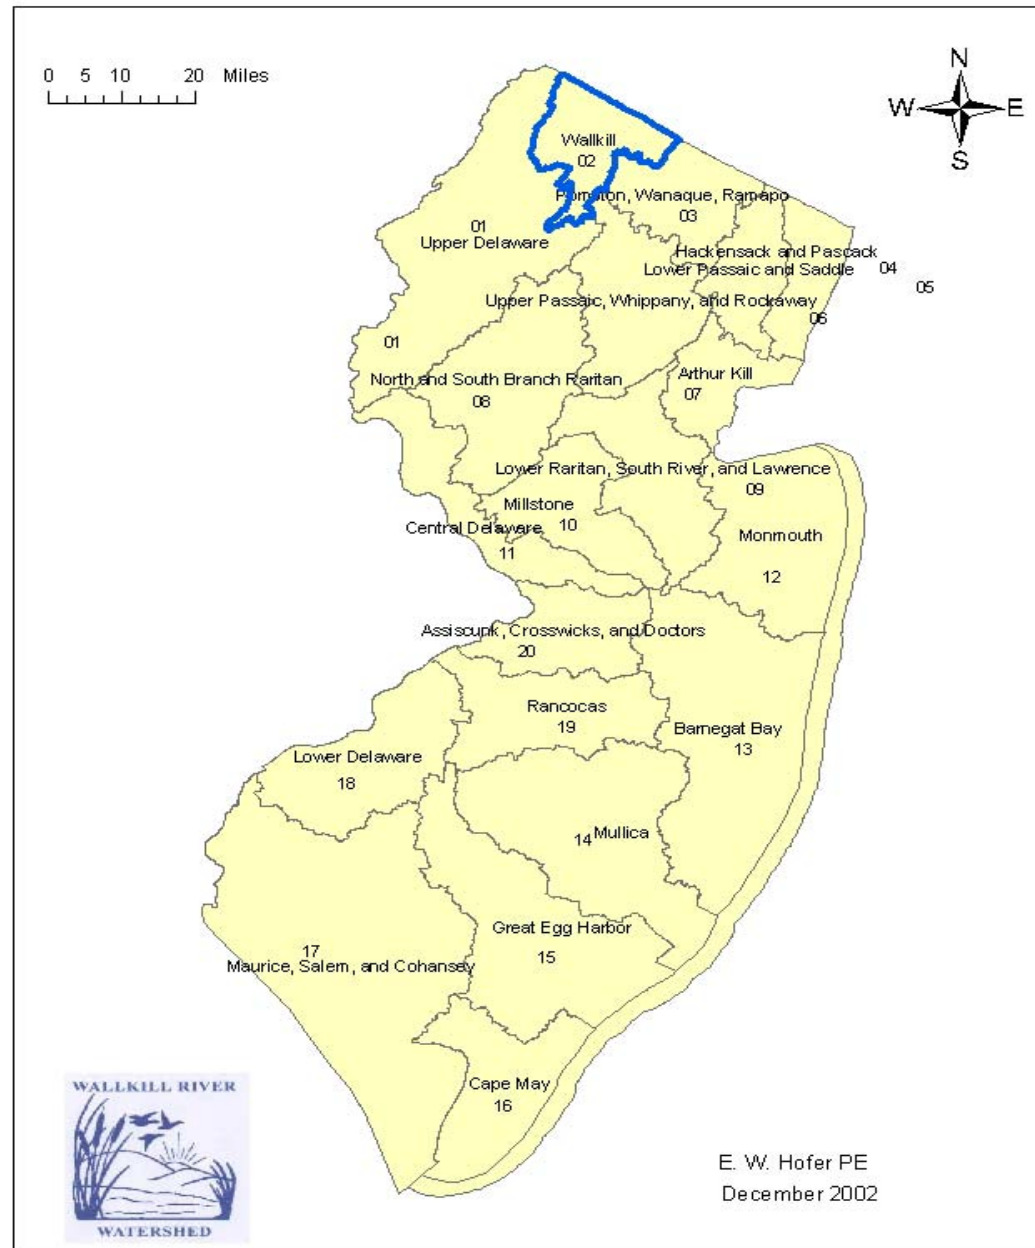 0 5 10 20 Miles
N
W E
S
Wallkill
02
Pompton, Wanaque, Ramapo
03
01
Upper Delaware
Hackensack and Pascack
Lower Passaic and Saddle
04
05
Upper Passaic, Whippany, and Rockaway
06
01
North and South Branch Raritan
08
Arthur Kill
07
Lower Raritan, South River, and Lawrence
09
Millstone
10
Central Delaware
11
Monmouth
12
Assiscunk, Crosswicks, and Doctors
20
Rancocas
19
Barnegat Bay
13
Lower Delaware
18
14 Mullica
Great Egg Harbor
15
17
Maurice, Salem, and Cohansey
Cape May
16
WALLKILL RIVER
WATERSHED
E. W. Hofer PE
December 2002